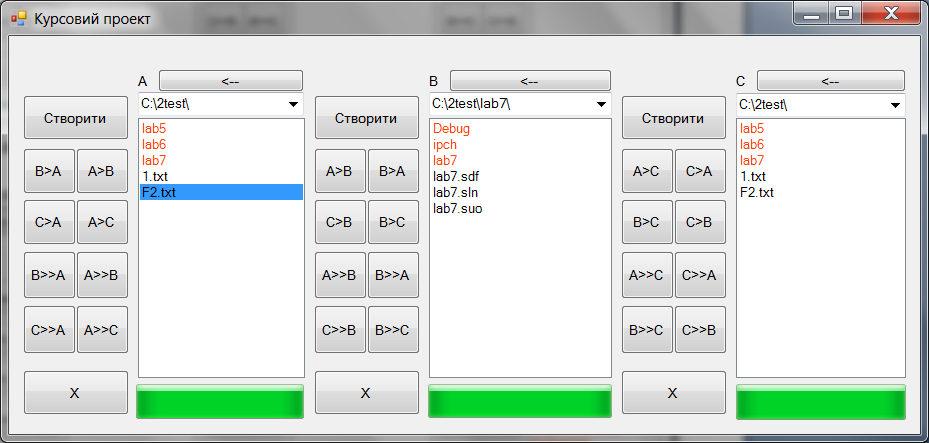 Курсовий проект
A <--
C:\2test\
Створити
B>A A>B
C>A A>C
B>>A A>>B
C>>A A>>C
X
lab5
lab6
lab7
1.txt
F2.txt
B <--
C:\2test\lab7\
Створити
A>B B>A
C>B B>C
A>>B B>>A
C>>B B>>C
X
Debug
ipch
lab7
lab7.sdf
lab7.sln
lab7.suo
C <--
C:\2test\
Створити
A>C C>A
B>C C>B
A>>C C>>A
B>>C C>>B
X
lab5
lab6
lab7
1.txt
F2.txt